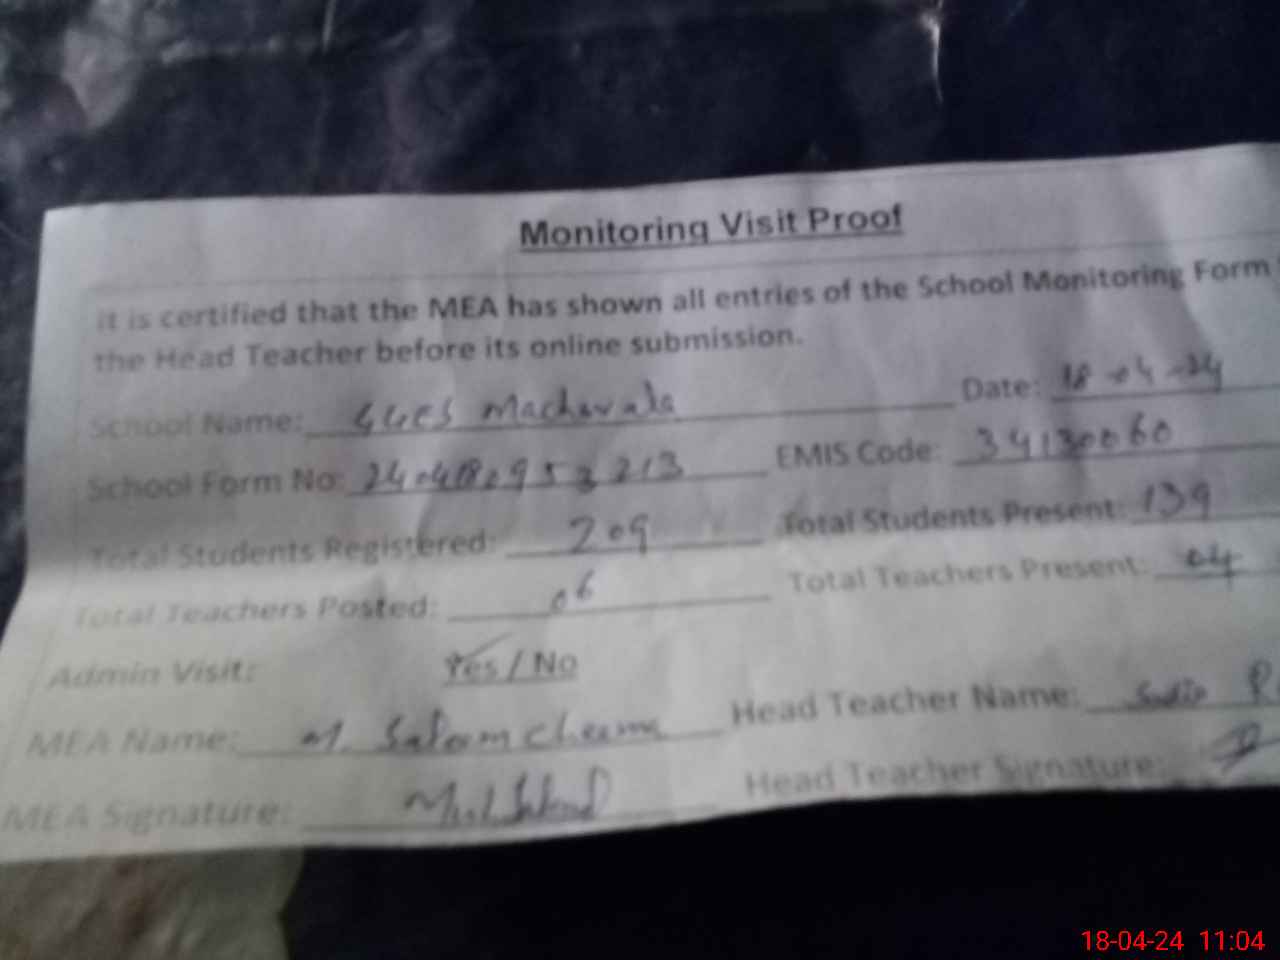 Monitoring Visit Proof
It is certified that the MEA has shown all entries of the School Monitoring Form
the Head Teacher before its online submission.
School Name: GGES Macharala Date: 18-04-24
School Form No: EMIS Code: 34130060
Total Students Registered: 209 Total Students Present: 139
Total Teachers Posted: 06 Total Teachers Present: 04
Admin Visit: Yes / No
MEA Name: M. Saleem Cheema Head Teacher Name:
MEA Signature: Head Teacher Signature:
18-04-24 11:04